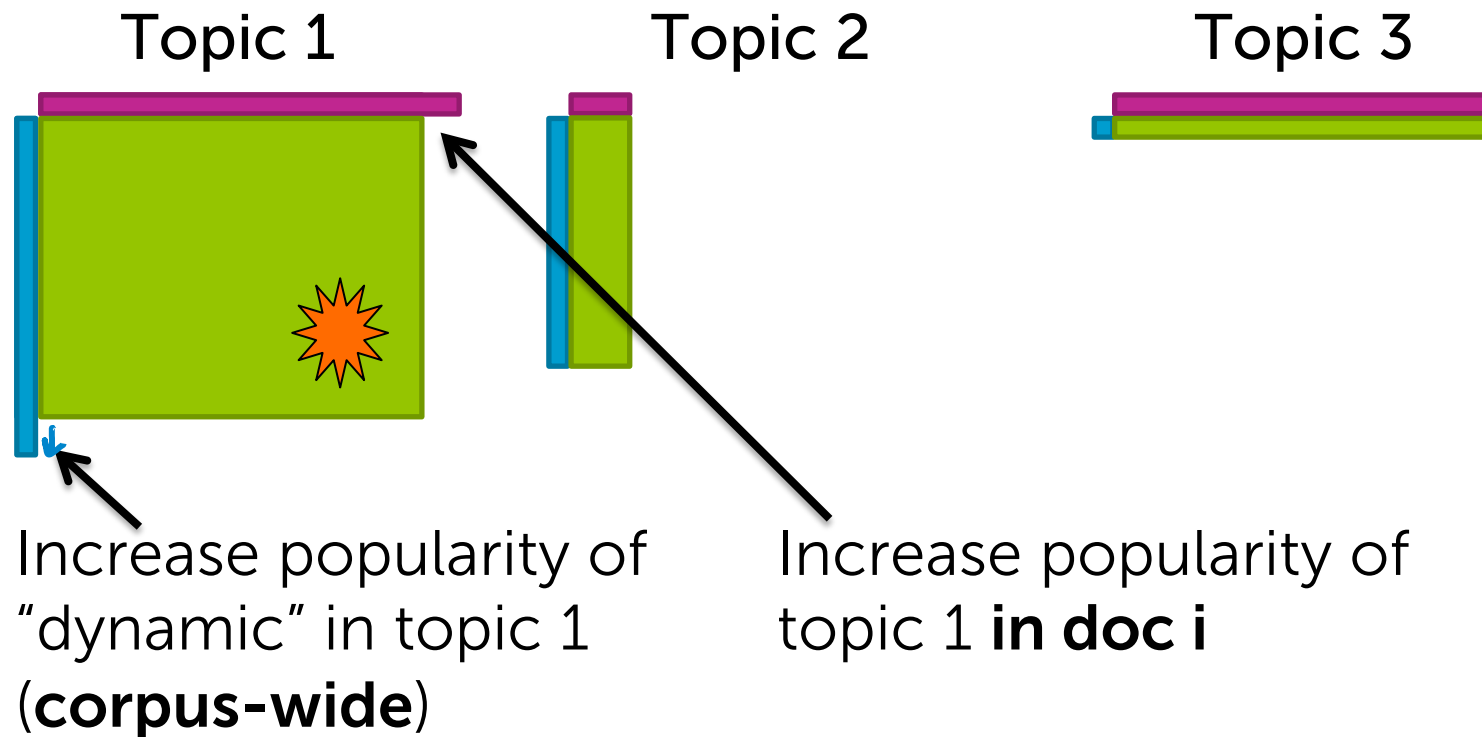 Topic 1
Topic 2
Topic 3
Increase popularity of
“dynamic” in topic 1
(corpus-wide)
Increase popularity of
topic 1 in doc i